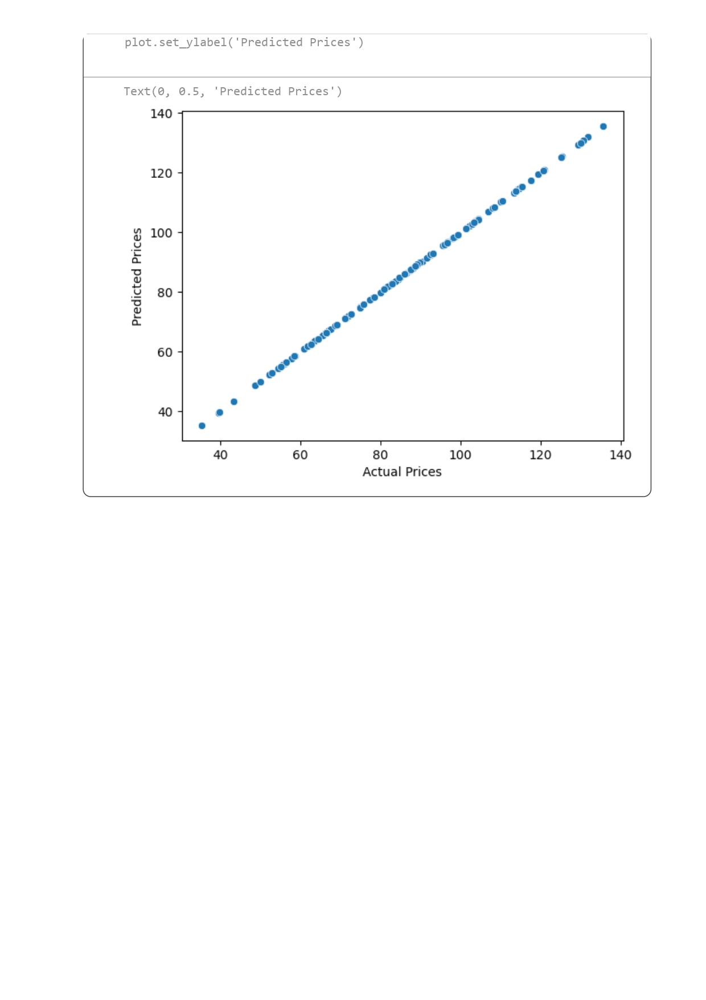 plot.set_ylabel('Predicted Prices')
Text(0, 0.5, 'Predicted Prices')
140
120
100
80
60
40
Predicted Prices
40 60 80 100 120 140
Actual Prices